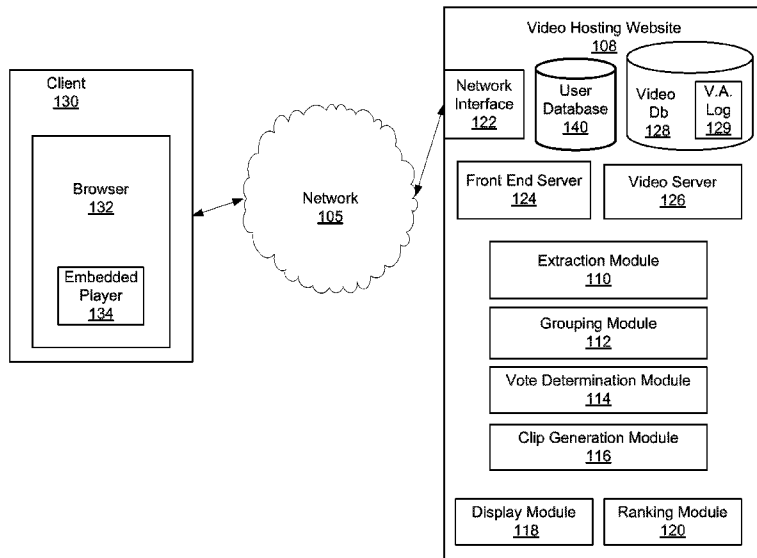 Client
130
Browser
132
Embedded
Player
134
Network
105
Video Hosting Website
108
Network
Interface
122
User
Database
140
Video
Db
128
V.A.
Log
129
Front End Server
124
Video Server
126
Extraction Module
110
Grouping Module
112
Vote Determination Module
114
Clip Generation Module
116
Display Module
118
Ranking Module
120